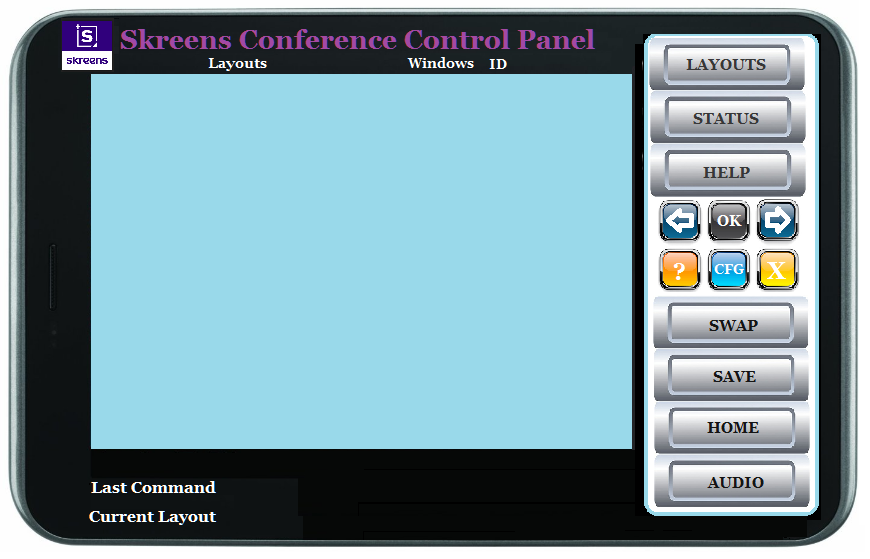 S
skreens
Skreens Conference Control Panel
Layouts Windows ID
LAYOUTS
STATUS
HELP
OK
? CFG X
SWAP
SAVE
HOME
AUDIO
Last Command
Current Layout